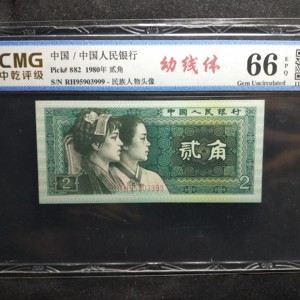 CMG
中乾评级
中国 / 中国人民银行
Pick# 882 1980年 贰角
S/N RH95903999 - 民族人物头像
幼线体
66 EPQ
Gem Uncirculated
中国人民银行
贰角
2
2
RH95903999